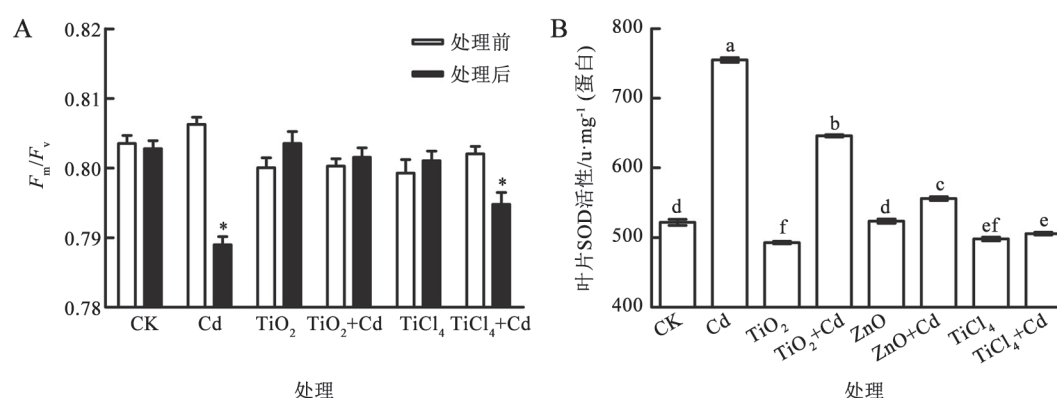 A
0.82
0.81
0.80
0.79
0.78
Fm/Fv
处理前
处理后
*
*
CK
Cd
TiO2
TiO2+Cd
TiCl4
TiCl4+Cd
处理
B
800
700
600
500
400
叶片SOD活性/u·mg-1 (蛋白)
d
a
f
b
d
c
ef
e
CK
Cd
TiO2
TiO2+Cd
ZnO
ZnO+Cd
TiCl4
TiCl4+Cd
处理